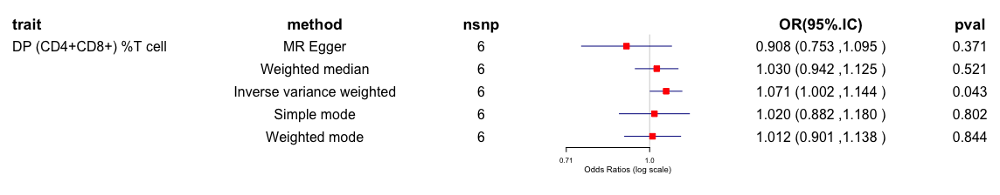 trait method nsnp OR(95%.IC) pval
DP (CD4+CD8+) %T cell MR Egger 6 0.908 (0.753 ,1.095 ) 0.371
Weighted median 6 1.030 (0.942 ,1.125 ) 0.521
Inverse variance weighted 6 1.071 (1.002 ,1.144 ) 0.043
Simple mode 6 1.020 (0.882 ,1.180 ) 0.802
Weighted mode 6 1.012 (0.901 ,1.138 ) 0.844
0.71 1.0
Odds Ratios (log scale)